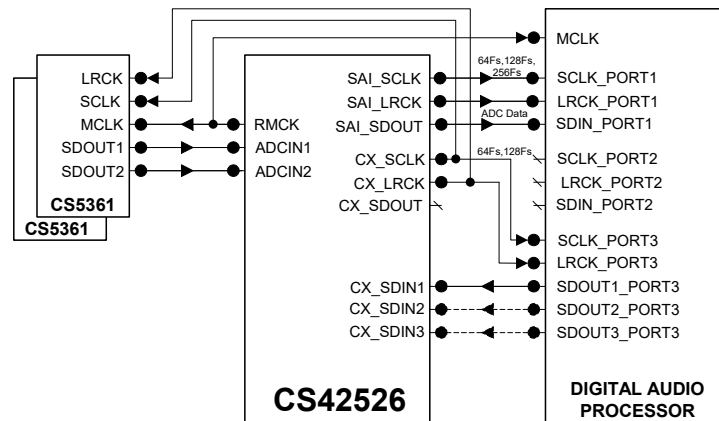 LRCK
SCLK
MCLK
SDOUT1
SDOUT2
CS5361
CS5361
RMCK
ADCIN1
ADCIN2
SAI_SCLK
SAI_LRCK
SAI_SDOUT
CX_SCLK
CX_LRCK
CX_SDOUT
CX_SDIN1
CX_SDIN2
CX_SDIN3
CS42526
64Fs,128Fs,
256Fs
ADC Data
64Fs,128Fs
MCLK
SCLK_PORT1
LRCK_PORT1
SDIN_PORT1
SCLK_PORT2
LRCK_PORT2
SDIN_PORT2
SCLK_PORT3
LRCK_PORT3
SDOUT1_PORT3
SDOUT2_PORT3
SDOUT3_PORT3
DIGITAL AUDIO
PROCESSOR